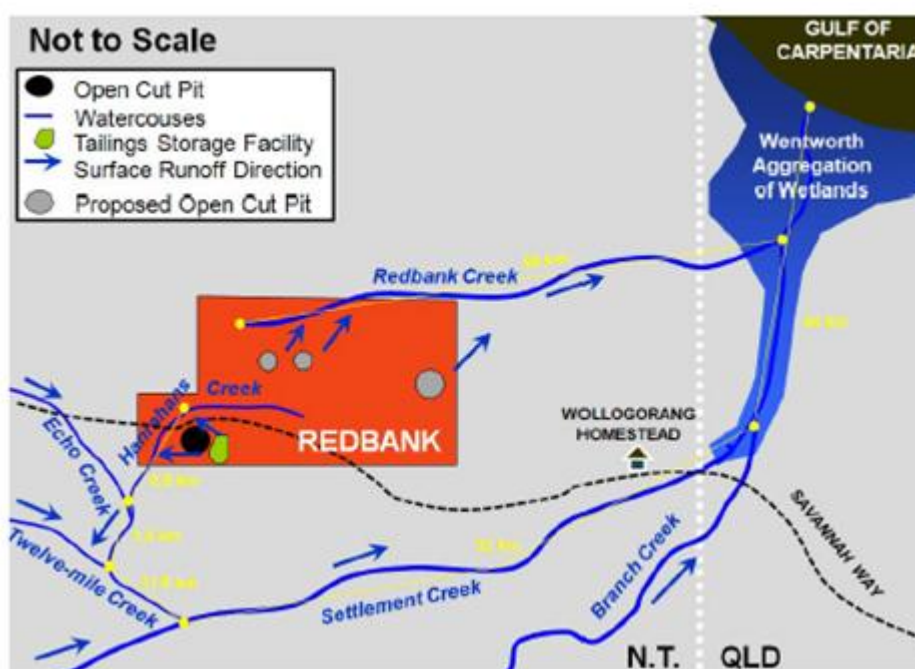 Not to Scale
Open Cut Pit
Watercouses
Tailings Storage Facility
Surface Runoff Direction
Proposed Open Cut Pit
GULF OF
CARPENTARIA
Wentworth
Aggregation
of Wetlands
Redbank Creek
Hanrahans
Creek
REDBANK
WOLLOGORANG
HOMESTEAD
Echo Creek
Twelve-mile Creek
Settlement Creek
Branch Creek
SAVANNAH WAY
N.T.
QLD